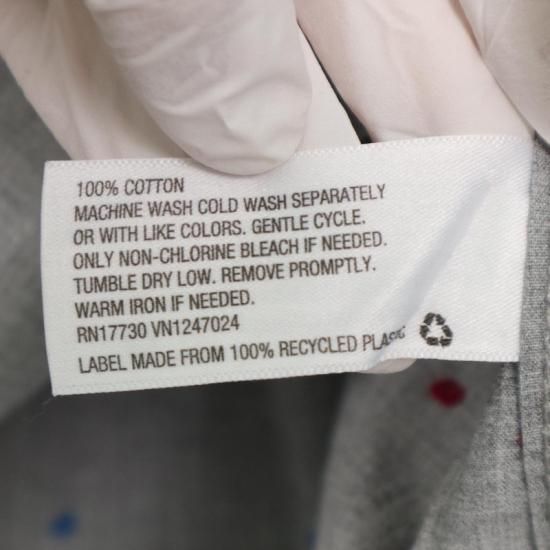 100% COTTON
MACHINE WASH COLD WASH SEPARATELY
OR WITH LIKE COLORS. GENTLE CYCLE.
ONLY NON-CHLORINE BLEACH IF NEEDED.
TUMBLE DRY LOW. REMOVE PROMPTLY.
WARM IRON IF NEEDED.
RN17730 VN1247024
LABEL MADE FROM 100% RECYCLED PLASTIC